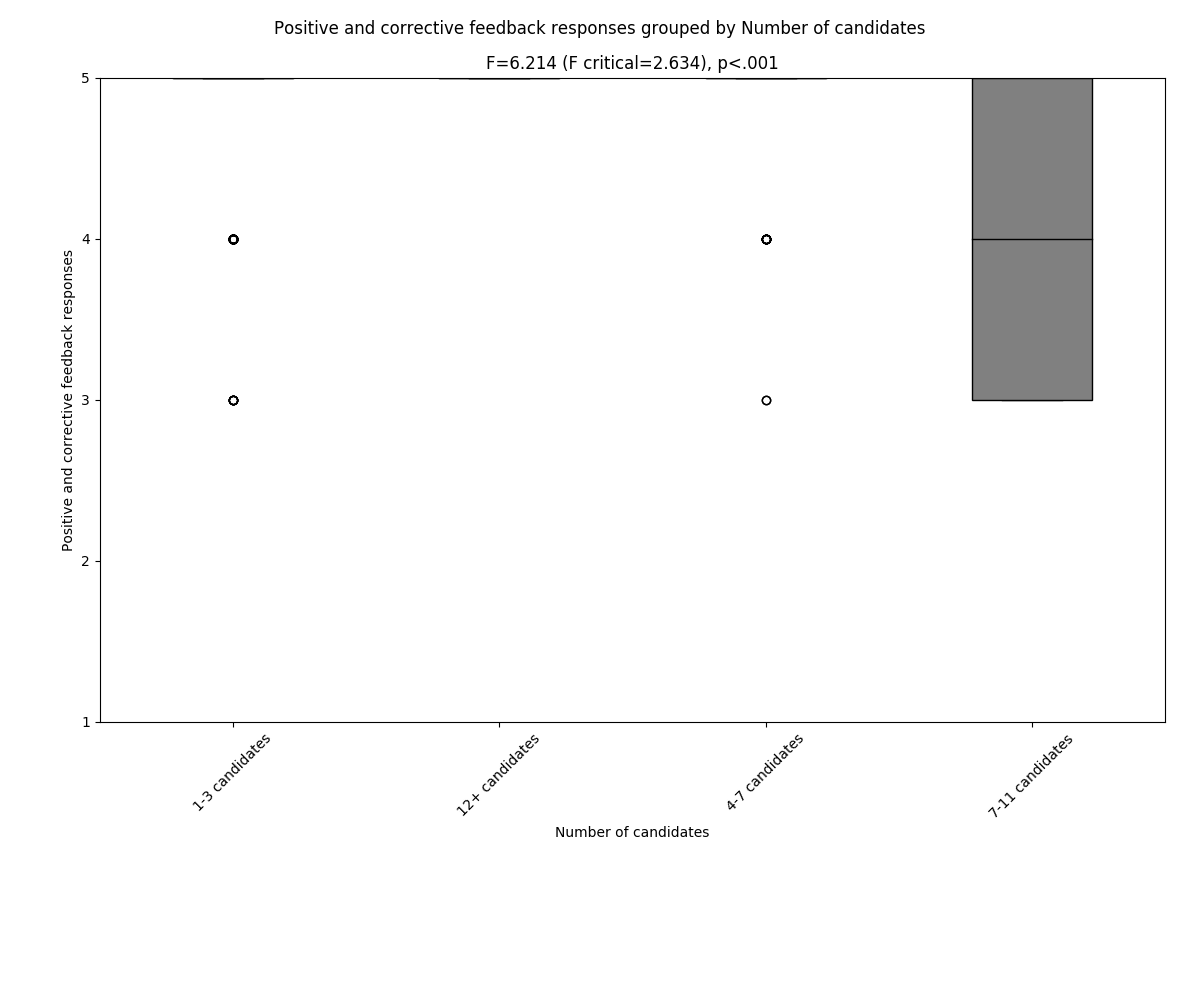 Positive and corrective feedback responses grouped by Number of candidates
F=6.214 (F critical=2.634), p<.001
5
4
3
2
1
Positive and corrective feedback responses
1-3 candidates
12+ candidates
4-7 candidates
7-11 candidates
Number of candidates